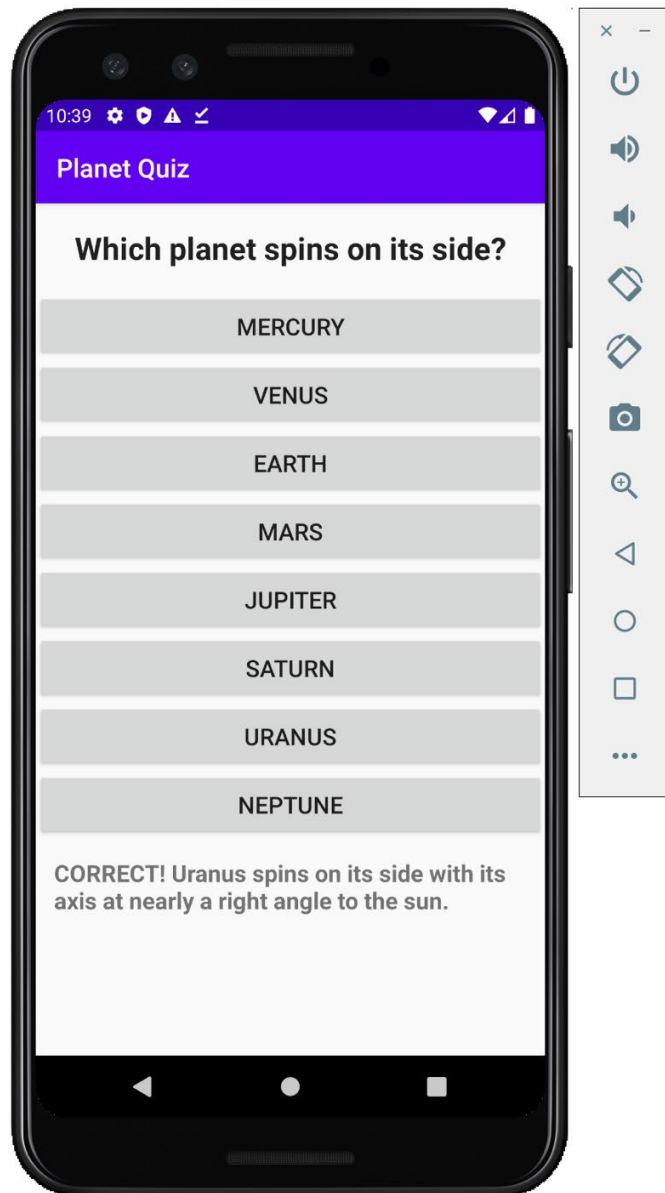 10:39
Planet Quiz
Which planet spins on its side?
MERCURY
VENUS
EARTH
MARS
JUPITER
SATURN
URANUS
NEPTUNE
CORRECT! Uranus spins on its side with its
axis at nearly a right angle to the sun.